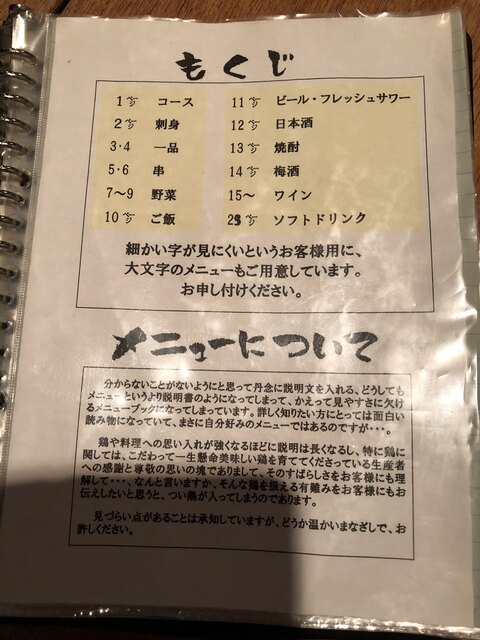 もくじ
1㌻ コース
2㌻ 刺身
3・4 一品
5・6 串
7～9 野菜
10㌻ ご飯
11㌻ ビール・フレッシュサワー
12㌻ 日本酒
13㌻ 焼酎
14㌻ 梅酒
15～ ワイン
25㌻ ソフトドリンク
細かい字が見にくいというお客様用に、
大文字のメニューもご用意しています。
お申し付けください。
メニューについて
分からないことがないようにと思って丹念に説明文を入れる、どうしても
メニューというより説明書のようになってしまって、かえって見やすさに欠け
るメニューブックになってしまっています。詳しく知りたい方にとっては面白い
読み物になっていて、まさに自分好みのメニューではあるのですが・・・。
鶏や料理への思い入れが強くなるほどに説明は長くなるし、特に鶏に
関しては、こだわって一生懸命美味しい鶏を育ててくださっている生産者
への感謝と尊敬の思いの塊でありまして、そのすばらしさをお客様にも理
解して・・・、なんと言いますか、そんな鶏を扱える有難みをお客様にもお
伝えしたいと思うと、つい熱が入ってしまうのであります。
見づらい点があることは承知していますが、どうか温かいまなざしで、お
許しください。